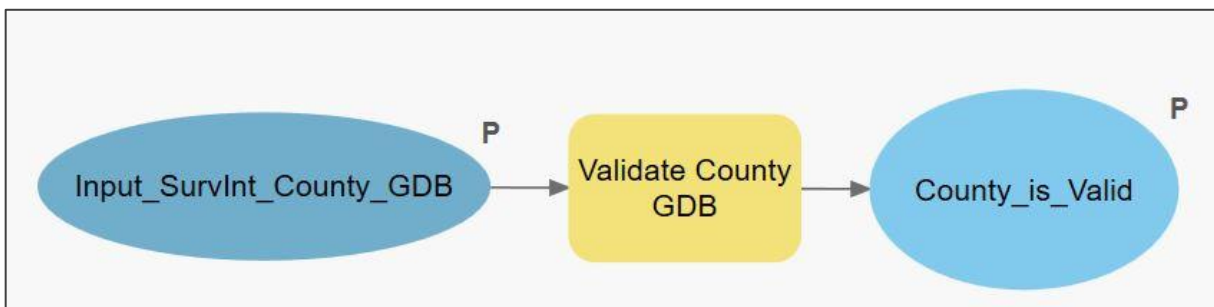 P
P
Input_SurvInt_County_GDB
Validate County
GDB
County_is_Valid